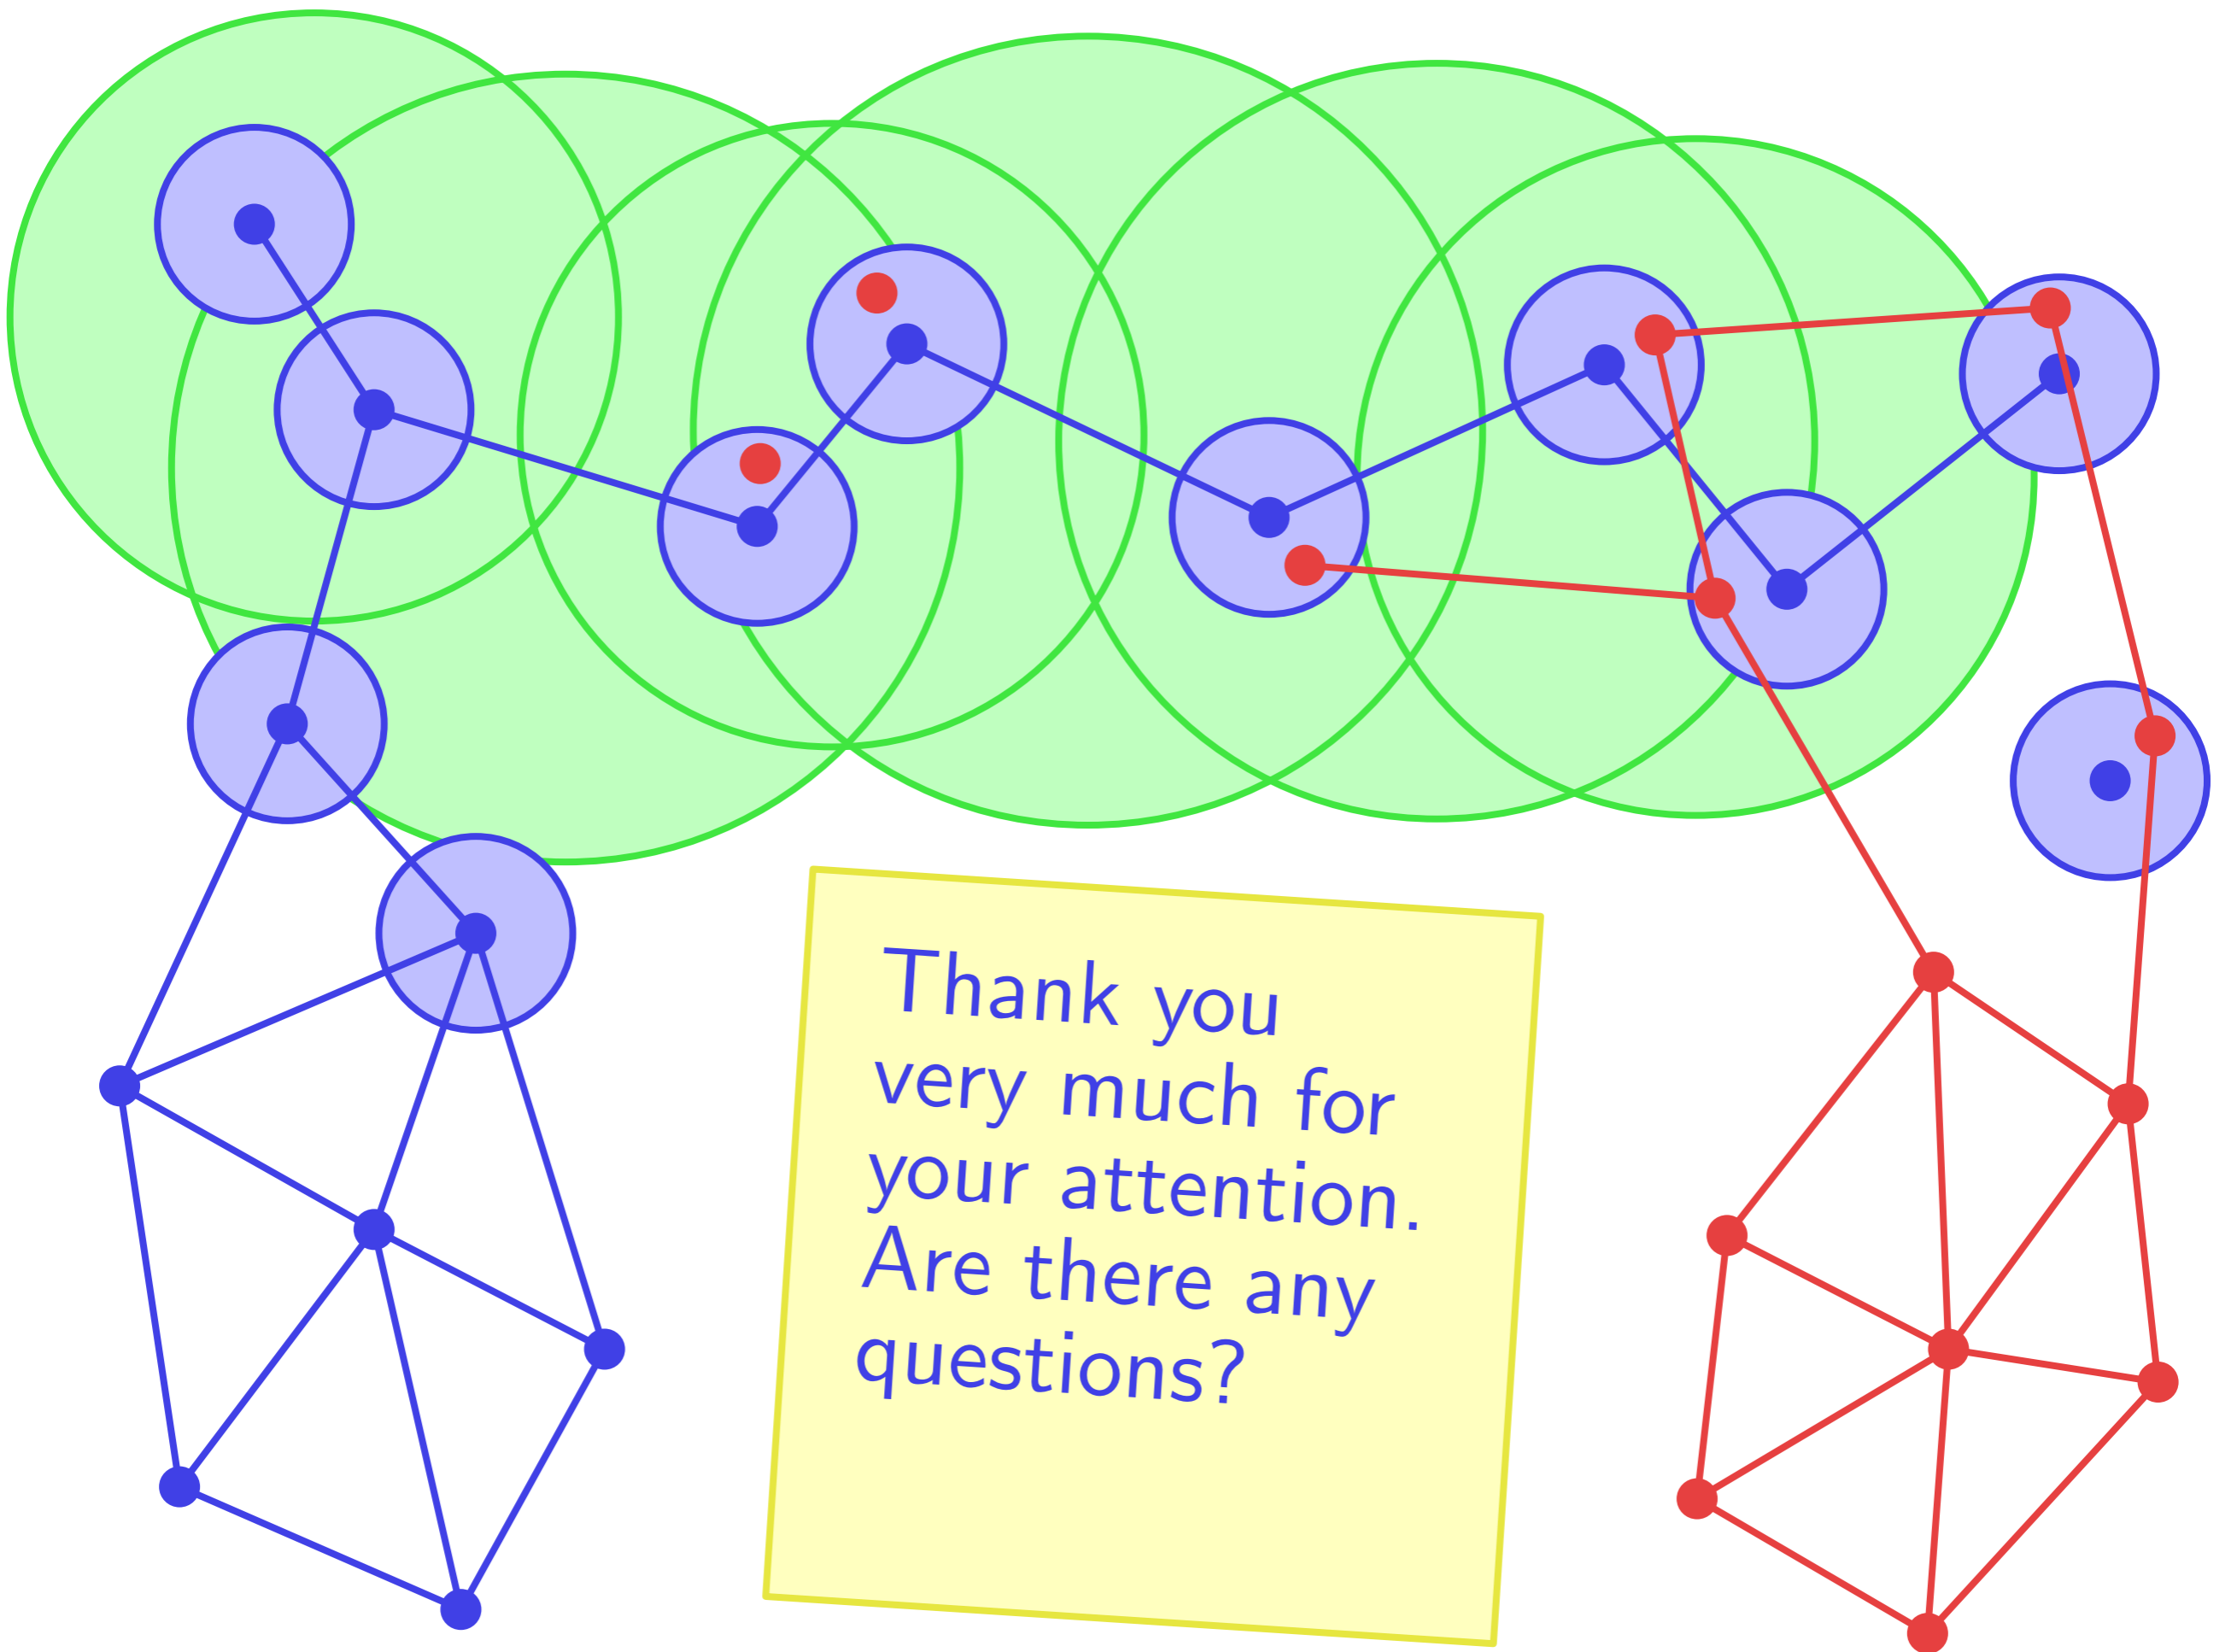 Thank you
very much for
your attention.
Are there any
questions?